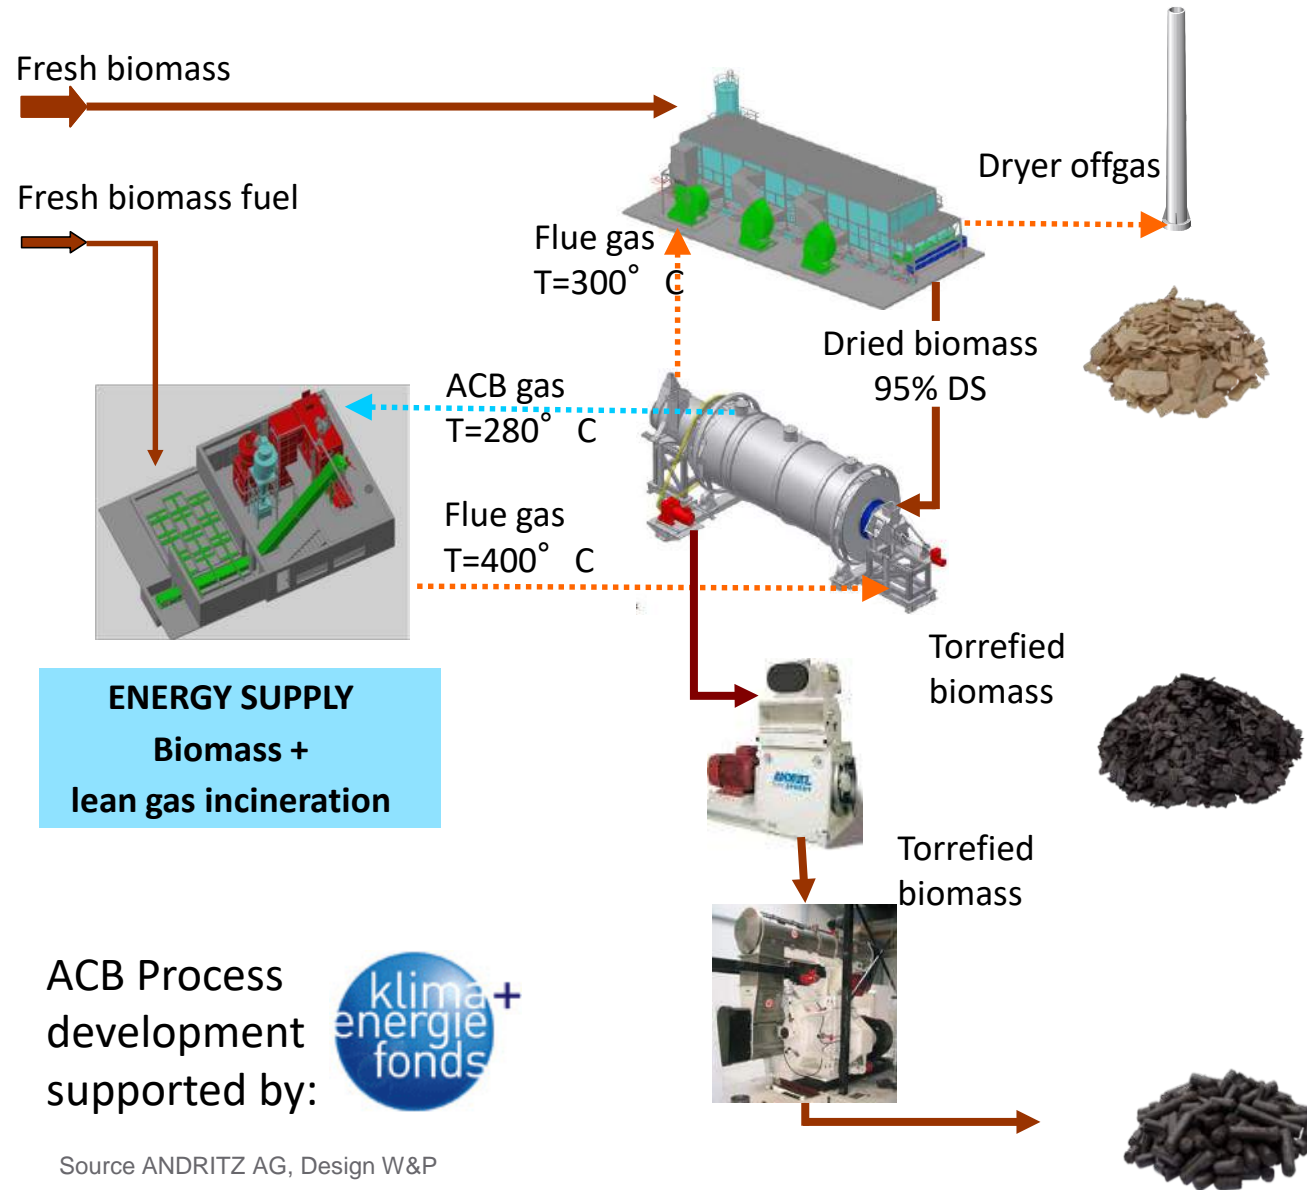 Fresh biomass
Dryer offgas
Fresh biomass fuel
Flue gas
T=300° C
Dried biomass
95% DS
ACB gas
T=280° C
Flue gas
T=400° C
Torrefied
biomass
ENERGY SUPPLY
Biomass +
lean gas incineration
ANDRITZ
Torrefied
biomass
ACB Process
development
supported by:
klima+
energie
fonds
Source ANDRITZ AG, Design W&P